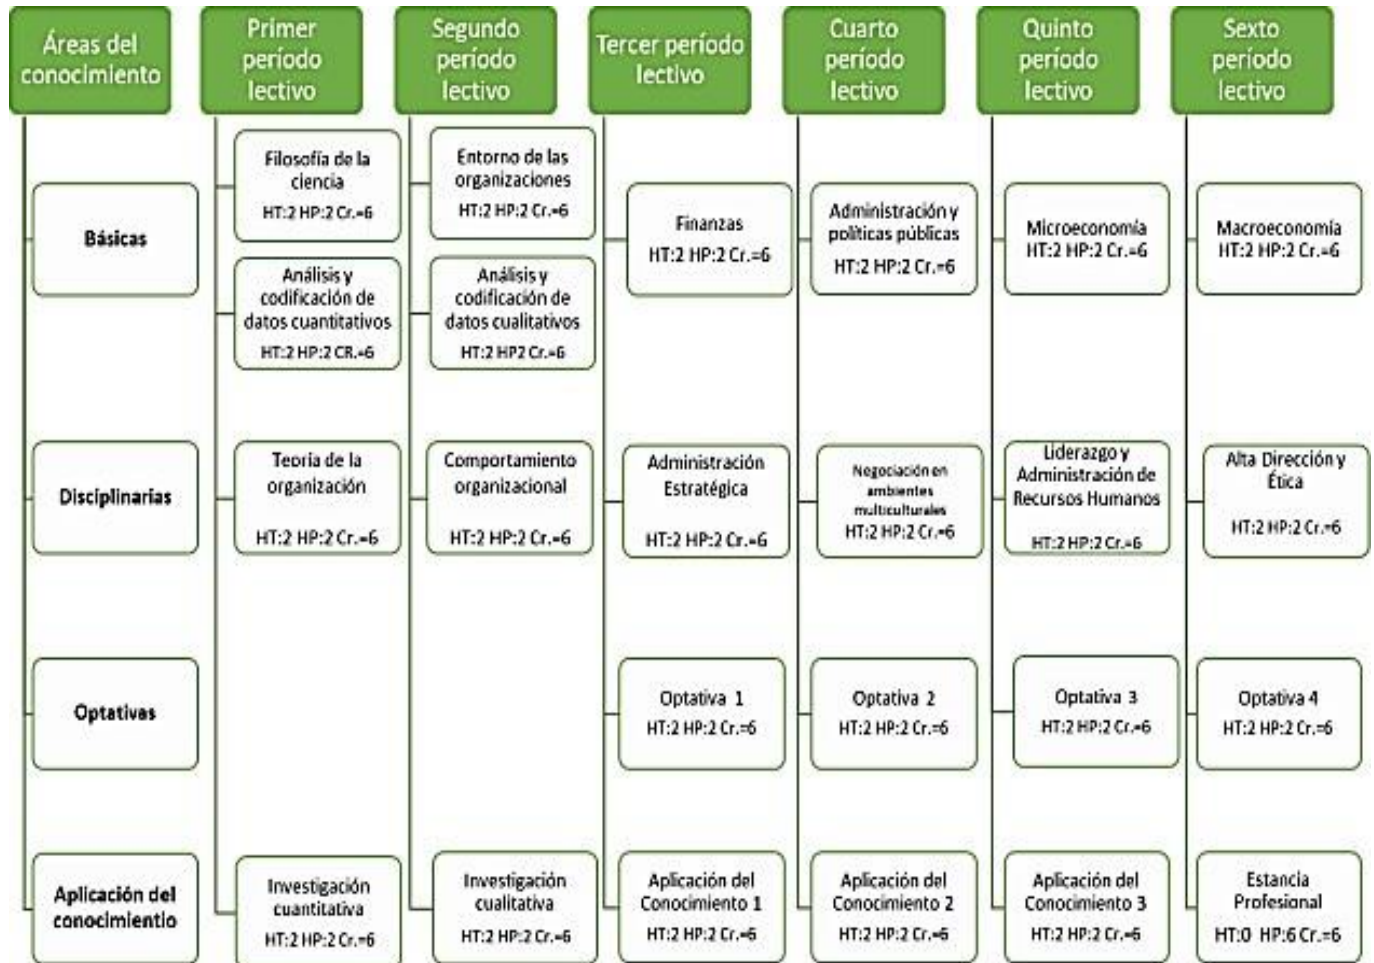 Áreas del
conocimiento
Primer
período
lectivo
Segundo
período
lectivo
Tercer período
lectivo
Cuarto
período
lectivo
Quinto
período
lectivo
Sexto
período
lectivo
Básicas
Filosofía de la
ciencia
HT:2 HP:2 Cr.=6
Entorno de las
organizaciones
HT:2 HP:2 Cr.=6
Finanzas
HT:2 HP:2 Cr.=6
Administración y
políticas públicas
HT:2 HP:2 Cr.=6
Microeconomía
HT:2 HP:2 Cr.=6
Macroeconomía
HT:2 HP:2 Cr.=6
Análisis y
codificación de
datos cuantitativos
HT:2 HP:2 CR.=6
Análisis y
codificación de
datos cualitativos
HT:2 HP2 Cr.=6
Disciplinarias
Teoría de la
organización
HT:2 HP:2 Cr.=6
Comportamiento
organizacional
HT:2 HP:2 Cr.=6
Administración
Estratégica
HT:2 HP:2 Cr.=6
Negociación en
ambientes
multiculturales
HT:2 HP:2 Cr.=6
Liderazgo y
Administración de
Recursos Humanos
HT:2 HP:2 Cr.=6
Alta Dirección y
Ética
HT:2 HP:2 Cr.=6
Optativas
Optativa 1
HT:2 HP:2 Cr.=6
Optativa 2
HT:2 HP:2 Cr.=6
Optativa 3
HT:2 HP:2 Cr.=6
Optativa 4
HT:2 HP:2 Cr.=6
Aplicación del
conocimientio
Investigación
cuantitativa
HT:2 HP:2 Cr.=6
Investigación
cualitativa
HT:2 HP:2 Cr.=6
Aplicación del
Conocimiento 1
HT:2 HP:2 Cr.=6
Aplicación del
Conocimiento 2
HT:2 HP:2 Cr.=6
Aplicación del
Conocimiento 3
HT:2 HP:2 Cr.=6
Estancia
Profesional
HT:0 HP:6 Cr.=6